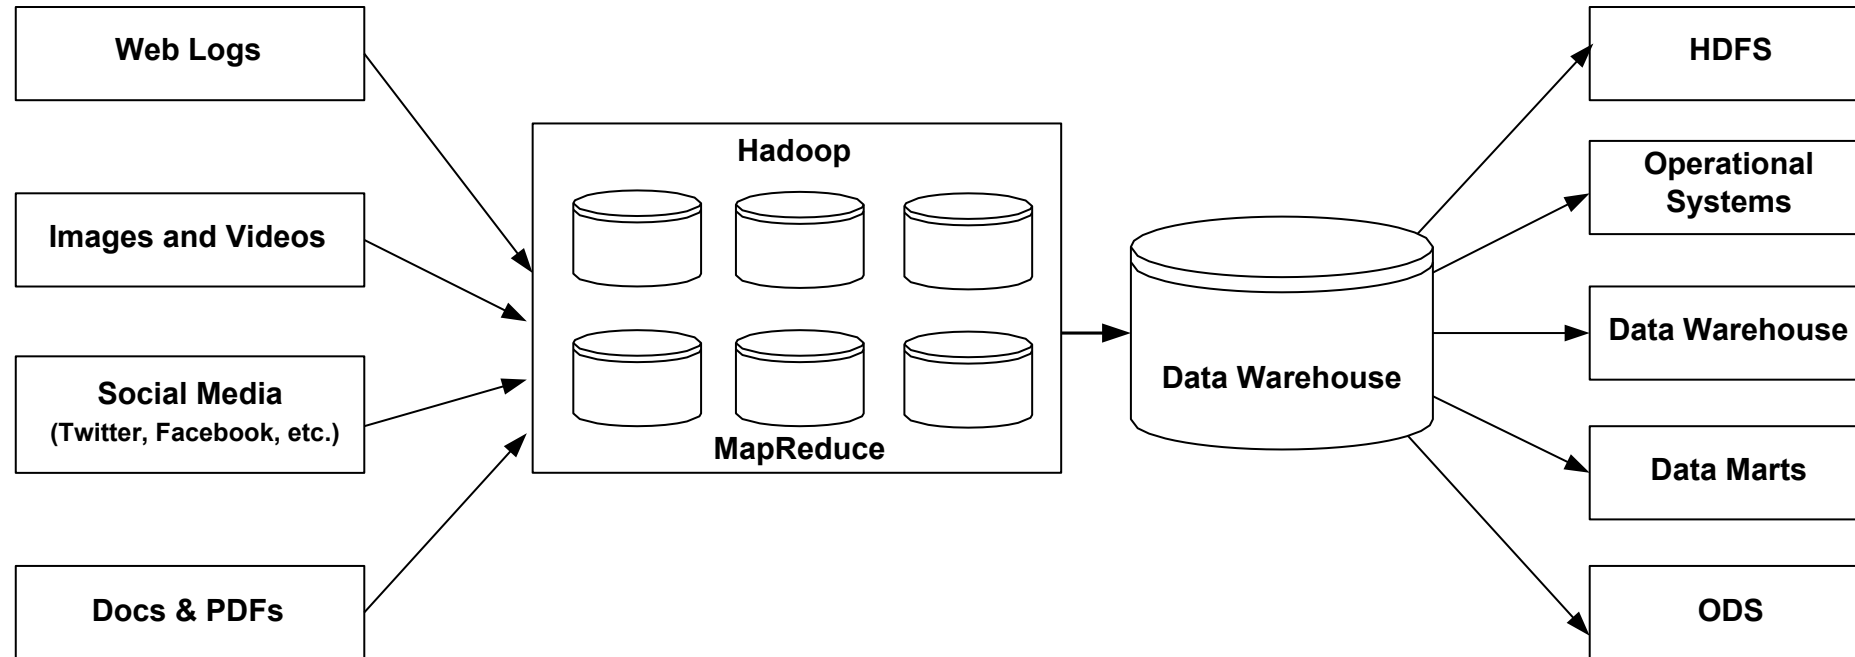 Web Logs
Images and Videos
Social Media
(Twitter, Facebook, etc.)
Docs & PDFs
Hadoop
MapReduce
Data Warehouse
HDFS
Operational
Systems
Data Warehouse
Data Marts
ODS